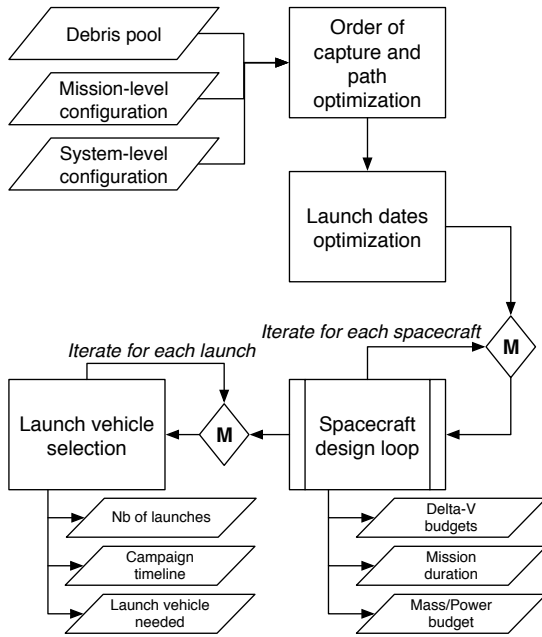 Debris pool
Mission-level
configuration
System-level
configuration
Order of
capture and
path
optimization
Launch dates
optimization
Iterate for each spacecraft
M
Iterate for each launch
Launch vehicle
selection
M
Spacecraft
design loop
Nb of launches
Campaign
timeline
Launch vehicle
needed
Delta-V
budgets
Mission
duration
Mass/Power
budget